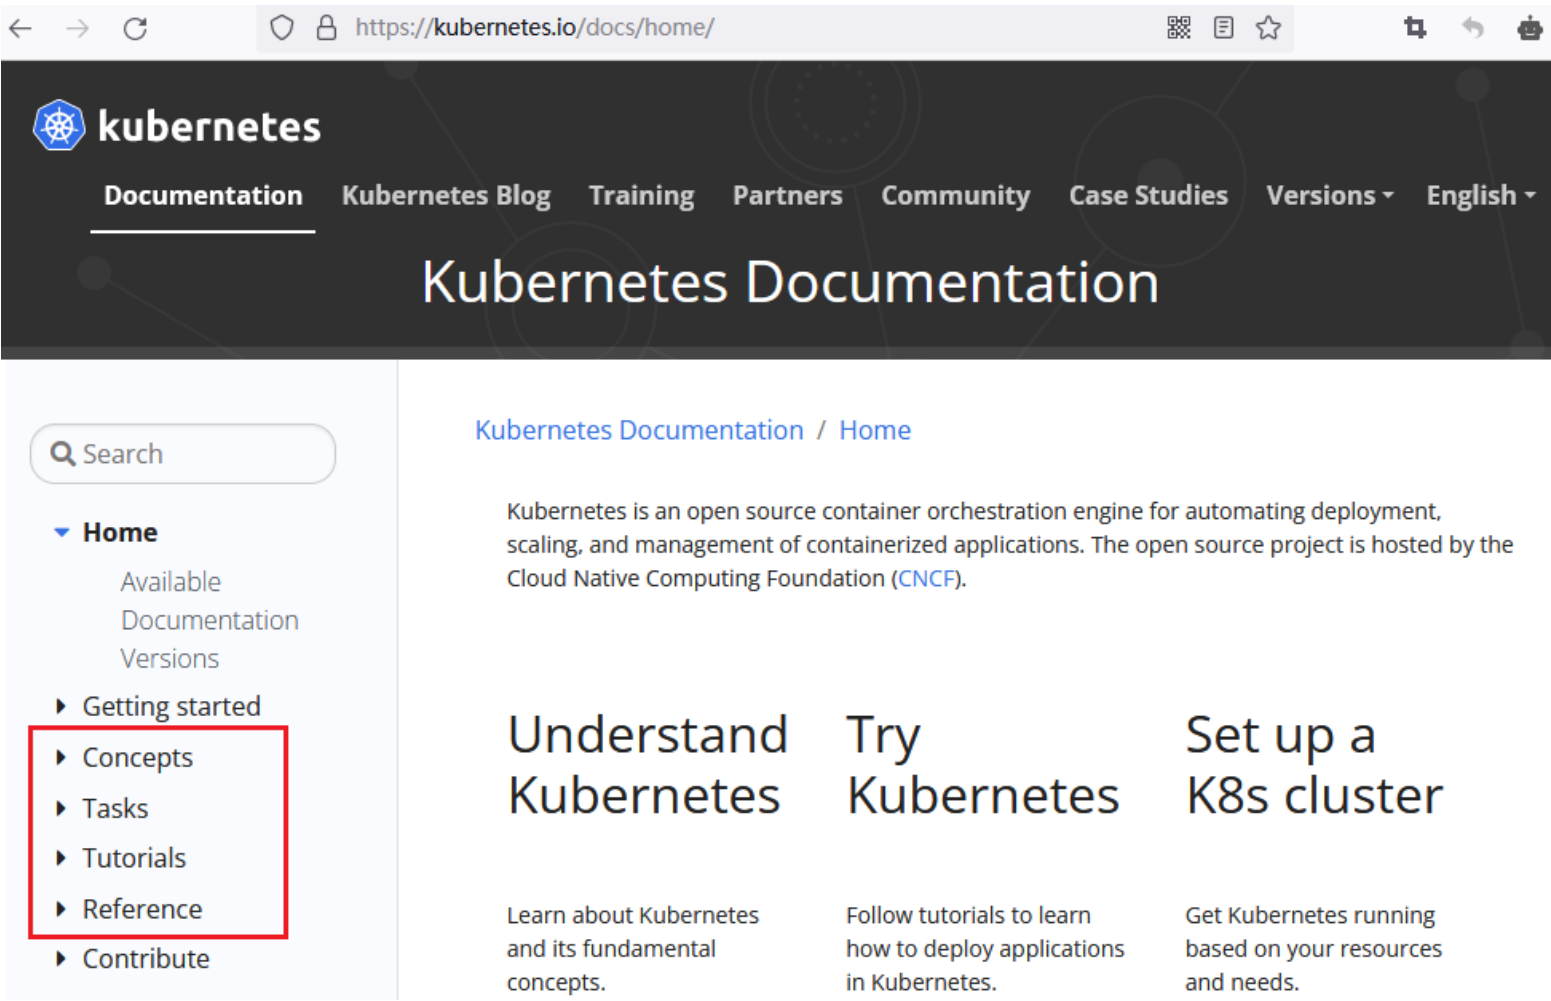 https://kubernetes.io/docs/home/
kubernetes
Documentation Kubernetes Blog Training Partners Community Case Studies Versions English
Kubernetes Documentation
Search
Home
Available
Documentation
Versions
Getting started
Concepts
Tasks
Tutorials
Reference
Contribute
Kubernetes Documentation / Home
Kubernetes is an open source container orchestration engine for automating deployment,
scaling, and management of containerized applications. The open source project is hosted by the
Cloud Native Computing Foundation (CNCF).
Understand
Kubernetes
Learn about Kubernetes
and its fundamental
concepts.
Try
Kubernetes
Follow tutorials to learn
how to deploy applications
in Kubernetes.
Set up a
K8s cluster
Get Kubernetes running
based on your resources
and needs.